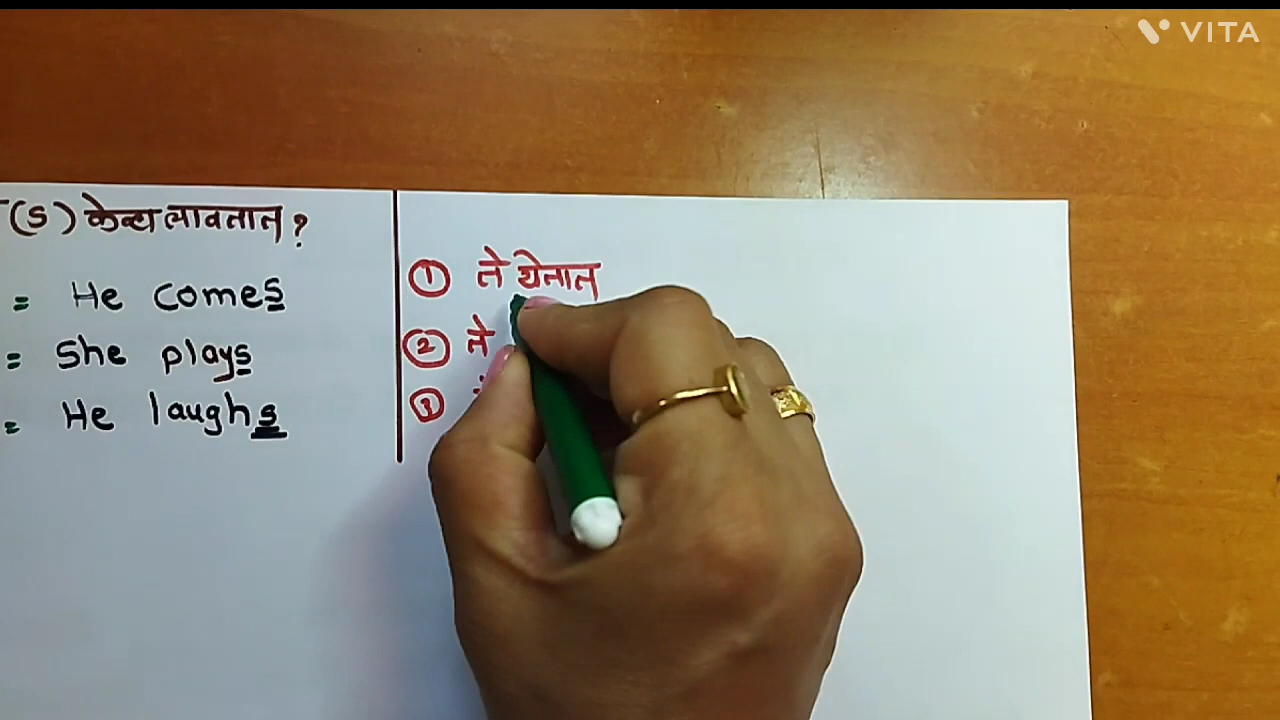 VITA
(s) केव्हा लावतात ?
= He comes
= She plays
= He laughs
① ते येतात
② ते
③